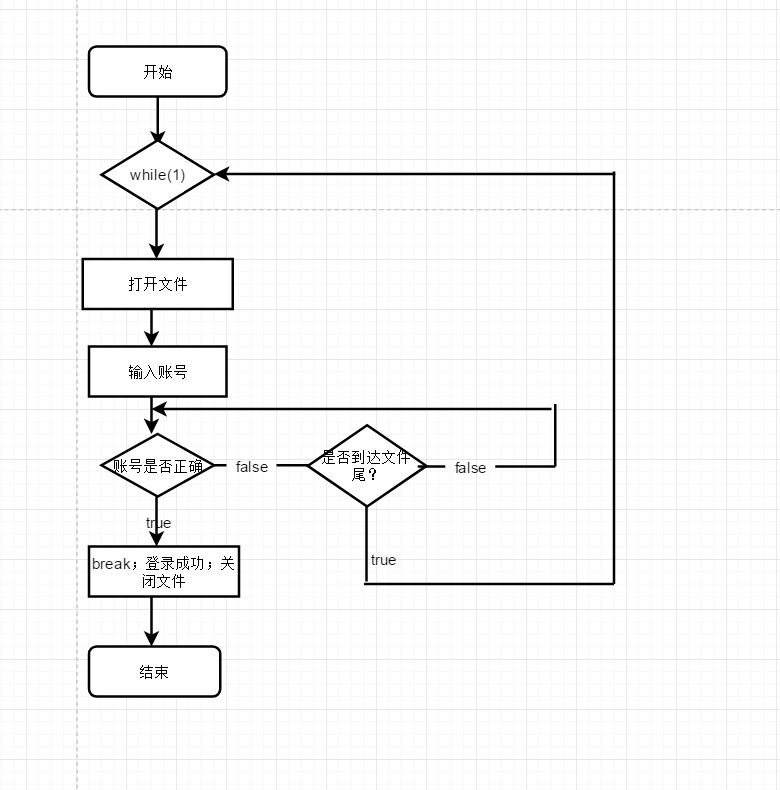 开始
while(1)
打开文件
输入账号
账号是否正确
false
是否到达文件
尾？
false
true
break；登录成功；关
闭文件
true
结束